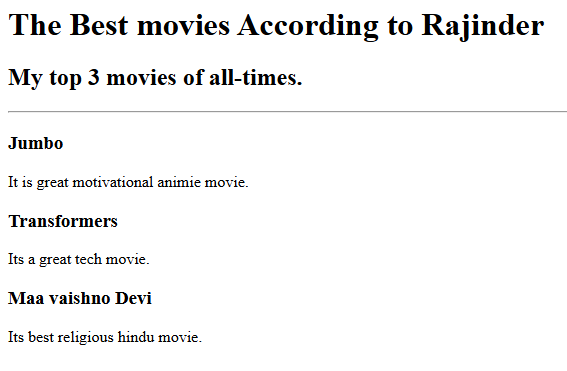 The Best movies According to Rajinder
My top 3 movies of all-times.
Jumbo
It is great motivational animie movie.
Transformers
Its a great tech movie.
Maa vaishno Devi
Its best religious hindu movie.